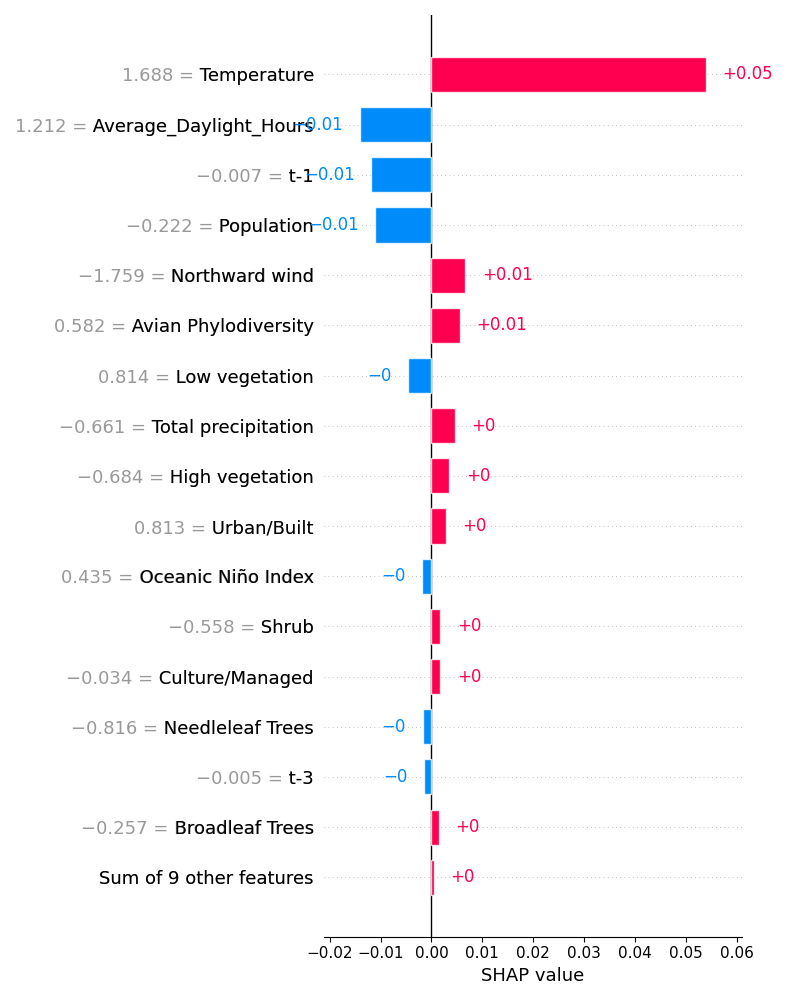 1.688 = Temperature +0.05
1.212 = Average_Daylight_Hours −0.01
−0.007 = t-1 −0.01
−0.222 = Population −0.01
−1.759 = Northward wind +0.01
0.582 = Avian Phylodiversity +0.01
0.814 = Low vegetation −0
−0.661 = Total precipitation +0
−0.684 = High vegetation +0
0.813 = Urban/Built +0
0.435 = Oceanic Niño Index −0
−0.558 = Shrub +0
−0.034 = Culture/Managed +0
−0.816 = Needleleaf Trees −0
−0.005 = t-3 −0
−0.257 = Broadleaf Trees +0
Sum of 9 other features +0
−0.02 −0.01 0.00 0.01 0.02 0.03 0.04 0.05 0.06
SHAP value